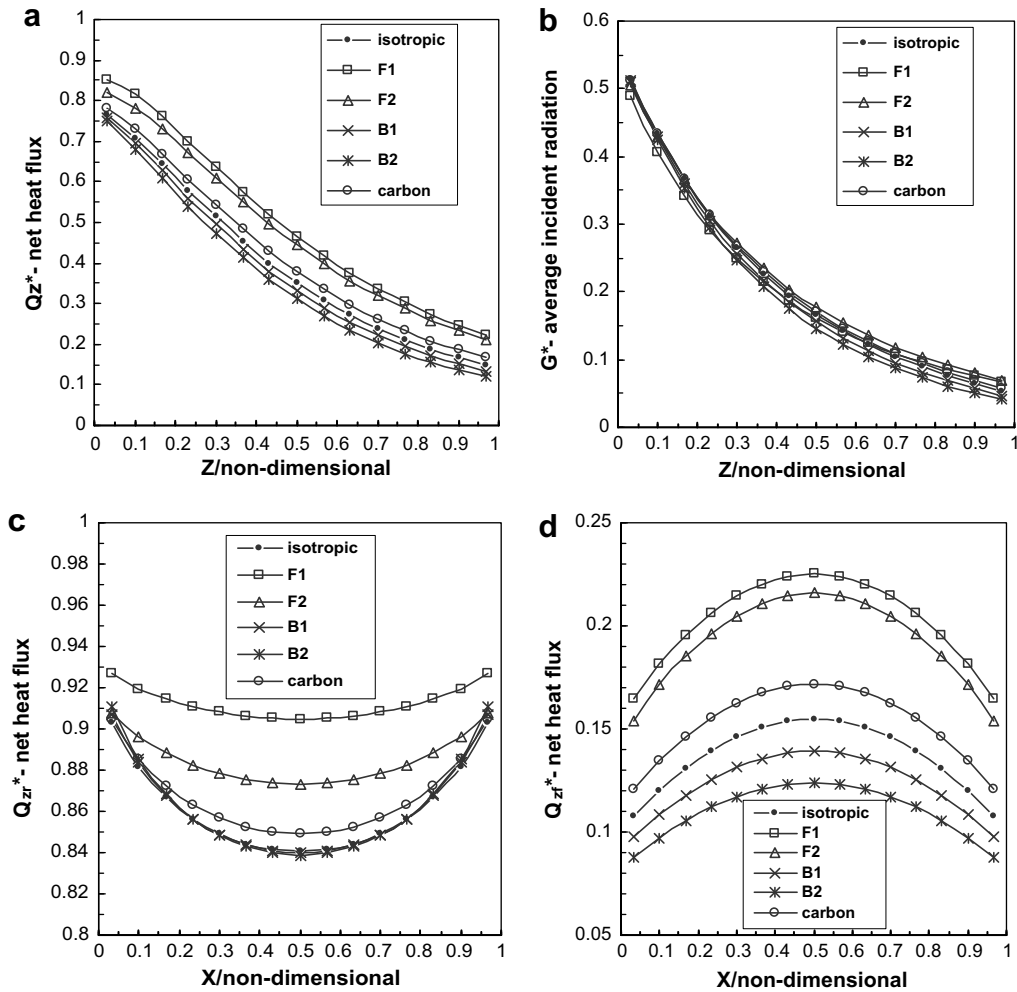 a
Qz*- net heat flux
1
0.9
0.8
0.7
0.6
0.5
0.4
0.3
0.2
0.1
0
isotropic
F1
F2
B1
B2
carbon
0 0.1 0.2 0.3 0.4 0.5 0.6 0.7 0.8 0.9 1
Z/non-dimensional
b
G*- average incident radiation
0.6
0.5
0.4
0.3
0.2
0.1
0
isotropic
F1
F2
B1
B2
carbon
0 0.1 0.2 0.3 0.4 0.5 0.6 0.7 0.8 0.9 1
Z/non-dimensional
c
Qzr*- net heat flux
1
0.98
0.96
0.94
0.92
0.9
0.88
0.86
0.84
0.82
0.8
isotropic
F1
F2
B1
B2
carbon
0 0.1 0.2 0.3 0.4 0.5 0.6 0.7 0.8 0.9 1
X/non-dimensional
d
Qzf*- net heat flux
0.25
0.2
0.15
0.1
0.05
isotropic
F1
F2
B1
B2
carbon
0 0.1 0.2 0.3 0.4 0.5 0.6 0.7 0.8 0.9 1
X/non-dimensional